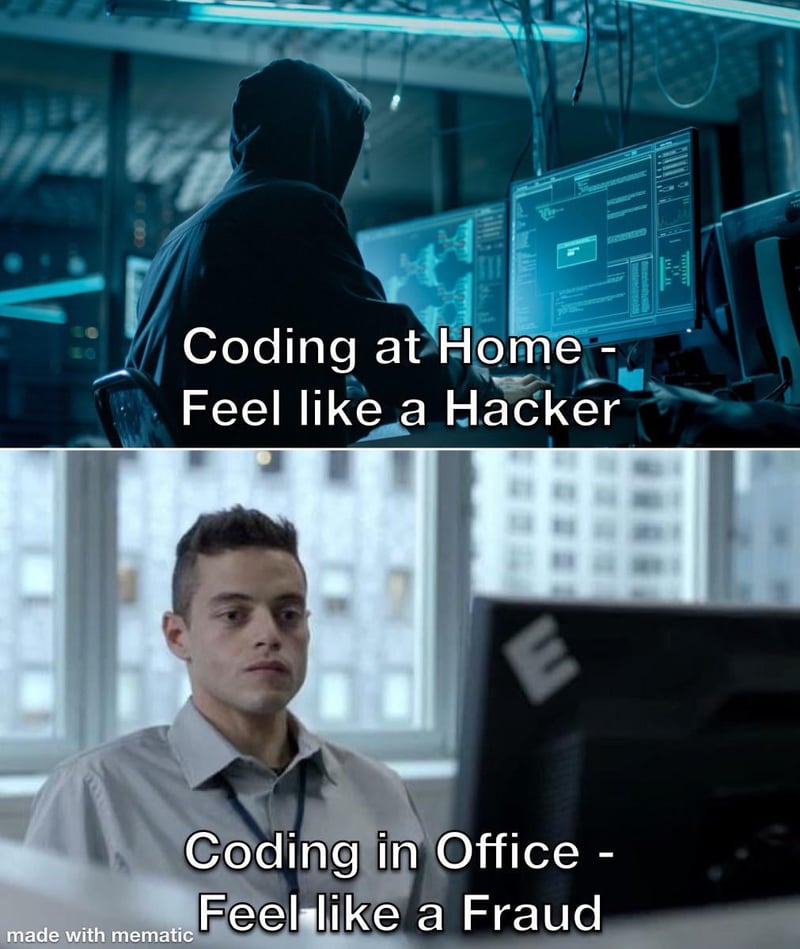 Coding at Home -
Feel like a Hacker
E
Coding in Office -
Feel like a Fraud
made with mematic